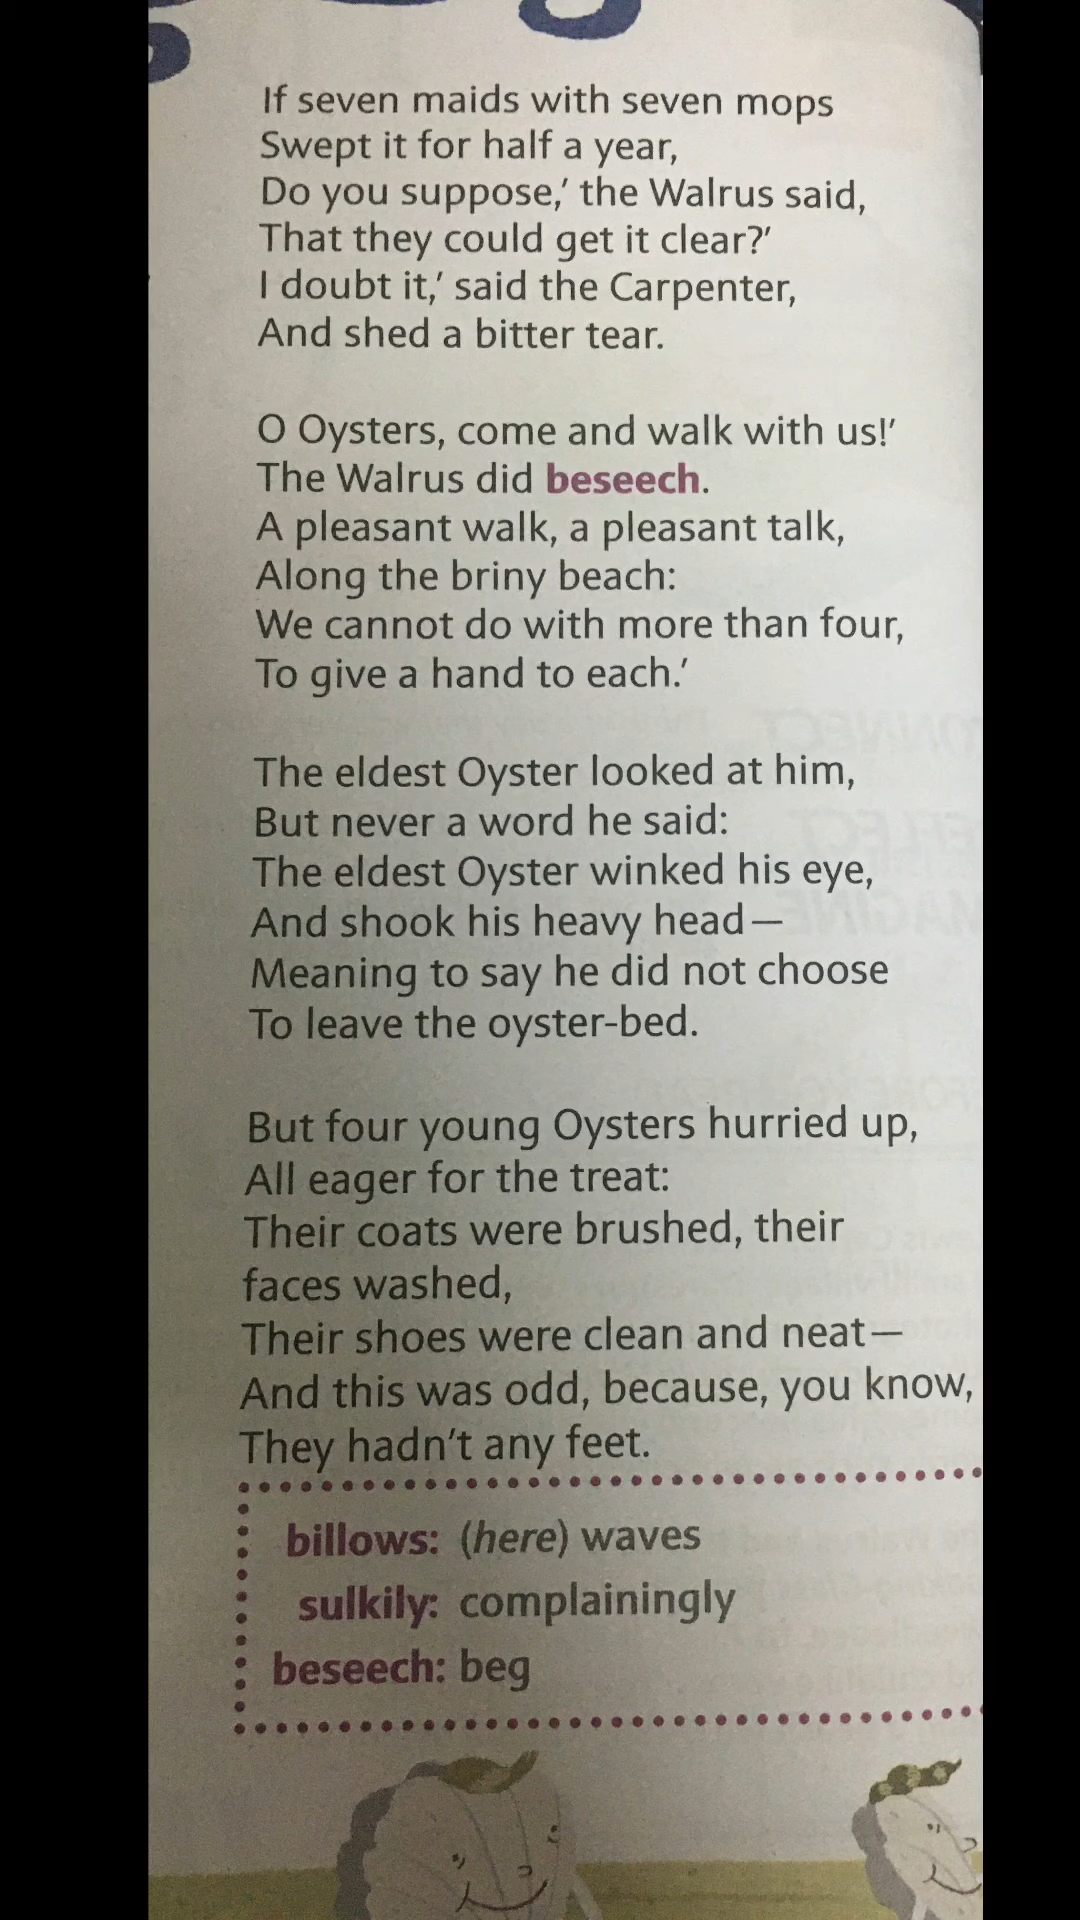 If seven maids with seven mops
Swept it for half a year,
Do you suppose,’ the Walrus said,
That they could get it clear?’
I doubt it,’ said the Carpenter,
And shed a bitter tear.
O Oysters, come and walk with us!’
The Walrus did beseech.
A pleasant walk, a pleasant talk,
Along the briny beach:
We cannot do with more than four,
To give a hand to each.’
The eldest Oyster looked at him,
But never a word he said:
The eldest Oyster winked his eye,
And shook his heavy head—
Meaning to say he did not choose
To leave the oyster-bed.
But four young Oysters hurried up,
All eager for the treat:
Their coats were brushed, their
faces washed,
Their shoes were clean and neat—
And this was odd, because, you know,
They hadn’t any feet.
billows: (here) waves
sulkily: complainingly
beseech: beg